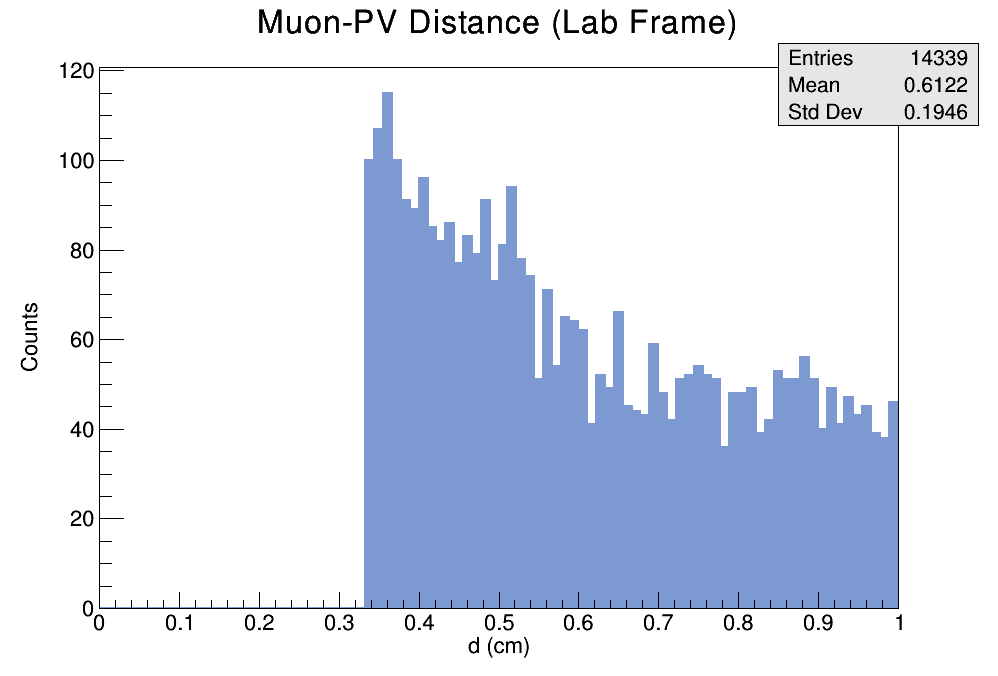 Muon-PV Distance (Lab Frame)
Entries 14339
Mean 0.6122
Std Dev 0.1946
120
100
80
60
40
20
0
Counts
0 0.1 0.2 0.3 0.4 0.5 0.6 0.7 0.8 0.9 1
d (cm)